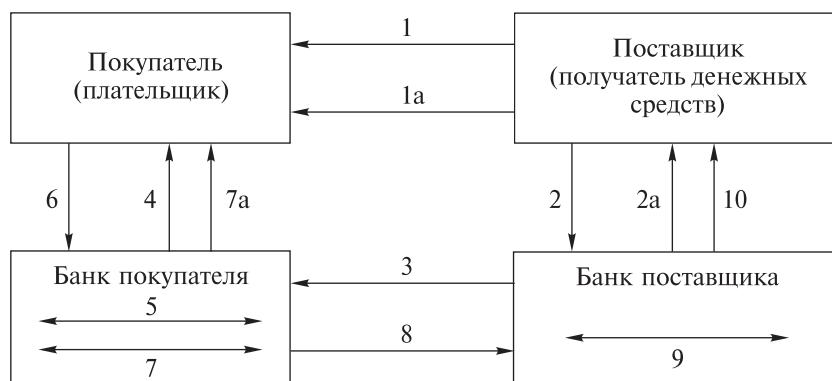 Покупатель
(плательщик)
1
1а
Поставщик
(получатель денежных
средств)
6
4
7а
2
2а
10
Банк покупателя
5
7
3
8
Банк поставщика
9